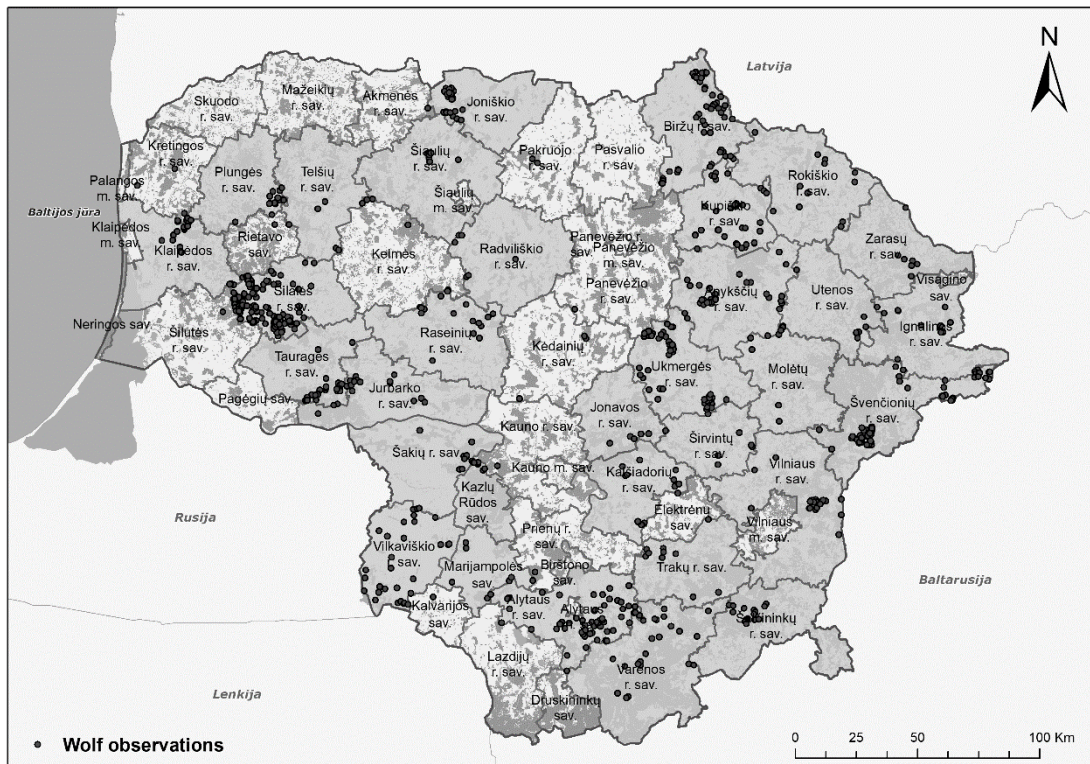 N
Latvija
Mažeikių
r. sav.
Akmenės
r. sav.
Joniškio
r. sav.
Skuodo
r. sav.
Biržų r. sav.
Kretingos
r. sav.
Pakruojo
r. sav.
Pasvalio
r. sav.
Šiaulių
r. sav.
Plungės
r. sav.
Telšių
r. sav.
Rokiškio
r. sav.
Palangos
m. sav.
Šiaulių
m. sav.
Kupiškio
r. sav.
Baltijos jūra
Klaipėdos
m. sav.
Klaipėdos
r. sav.
Rietavo
sav.
Kelmės
r. sav.
Radviliškio
r. sav.
Panevėžio r.
sav.
Panevėžio
m. sav.
Panevėžio
r. sav.
Zarasų
r. sav.
Visagino
sav.
Anykščių
r. sav.
Utenos
r. sav.
Šilalės
r. sav.
Neringos sav.
Šilutės
r. sav.
Raseinių
r. sav.
Kėdainių
r. sav.
Ignalinos
r. sav.
Tauragės
r. sav.
Ukmergės
r. sav.
Molėtų
r. sav.
Jurbarko
r. sav.
Pagėgių sav.
Jonavos
r. sav.
Švenčionių
r. sav.
Kauno r. sav.
Širvintų
r. sav.
Šakių r. sav.
Kauno m. sav.
Kaišiadorių
r. sav.
Vilniaus
r. sav.
Kazlų
Rūdos
sav.
Elektrėnų
sav.
Rusija
Prienų r.
sav.
Vilniaus
m. sav.
Vilkaviškio
sav.
Marijampolės
sav.
Birštono
sav.
Trakų r. sav.
Baltarusija
Kalvarijos
sav.
Alytaus
r. sav.
Alytaus
Šalčininkų
r. sav.
Lazdijų
r. sav.
Varėnos
r. sav.
Lenkija
Druskininkų
sav.
Wolf observations
0 25 50 100 Km